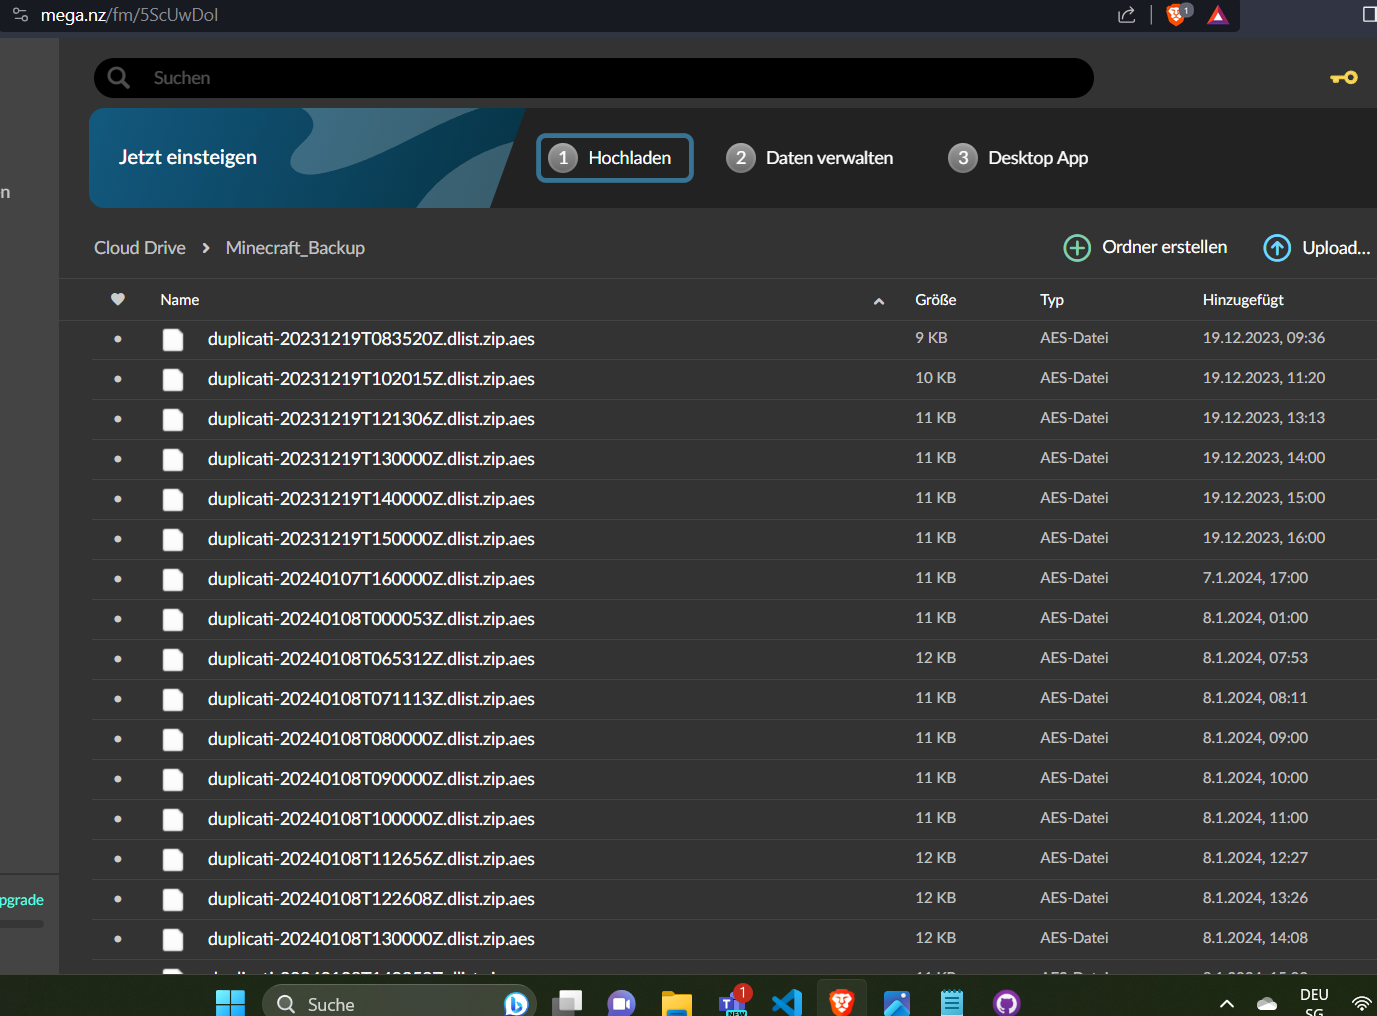 mega.nz/fm/5ScUwDoI
1
Suchen
Jetzt einsteigen
1 Hochladen
2 Daten verwalten
3 Desktop App
n
Cloud Drive > Minecraft_Backup
Ordner erstellen
Upload...
Name Größe Typ Hinzugefügt
duplicati-20231219T083520Z.dlist.zip.aes 9 KB AES-Datei 19.12.2023, 09:36
duplicati-20231219T102015Z.dlist.zip.aes 10 KB AES-Datei 19.12.2023, 11:20
duplicati-20231219T121306Z.dlist.zip.aes 11 KB AES-Datei 19.12.2023, 13:13
duplicati-20231219T130000Z.dlist.zip.aes 11 KB AES-Datei 19.12.2023, 14:00
duplicati-20231219T140000Z.dlist.zip.aes 11 KB AES-Datei 19.12.2023, 15:00
duplicati-20231219T150000Z.dlist.zip.aes 11 KB AES-Datei 19.12.2023, 16:00
duplicati-20240107T160000Z.dlist.zip.aes 11 KB AES-Datei 7.1.2024, 17:00
duplicati-20240108T000053Z.dlist.zip.aes 11 KB AES-Datei 8.1.2024, 01:00
duplicati-20240108T065312Z.dlist.zip.aes 12 KB AES-Datei 8.1.2024, 07:53
duplicati-20240108T071113Z.dlist.zip.aes 11 KB AES-Datei 8.1.2024, 08:11
duplicati-20240108T080000Z.dlist.zip.aes 11 KB AES-Datei 8.1.2024, 09:00
duplicati-20240108T090000Z.dlist.zip.aes 11 KB AES-Datei 8.1.2024, 10:00
duplicati-20240108T100000Z.dlist.zip.aes 11 KB AES-Datei 8.1.2024, 11:00
duplicati-20240108T112656Z.dlist.zip.aes 12 KB AES-Datei 8.1.2024, 12:27
duplicati-20240108T122608Z.dlist.zip.aes 12 KB AES-Datei 8.1.2024, 13:26
pgrade
duplicati-20240108T130000Z.dlist.zip.aes 12 KB AES-Datei 8.1.2024, 14:08
Suche
1
NEW
DEU
SG